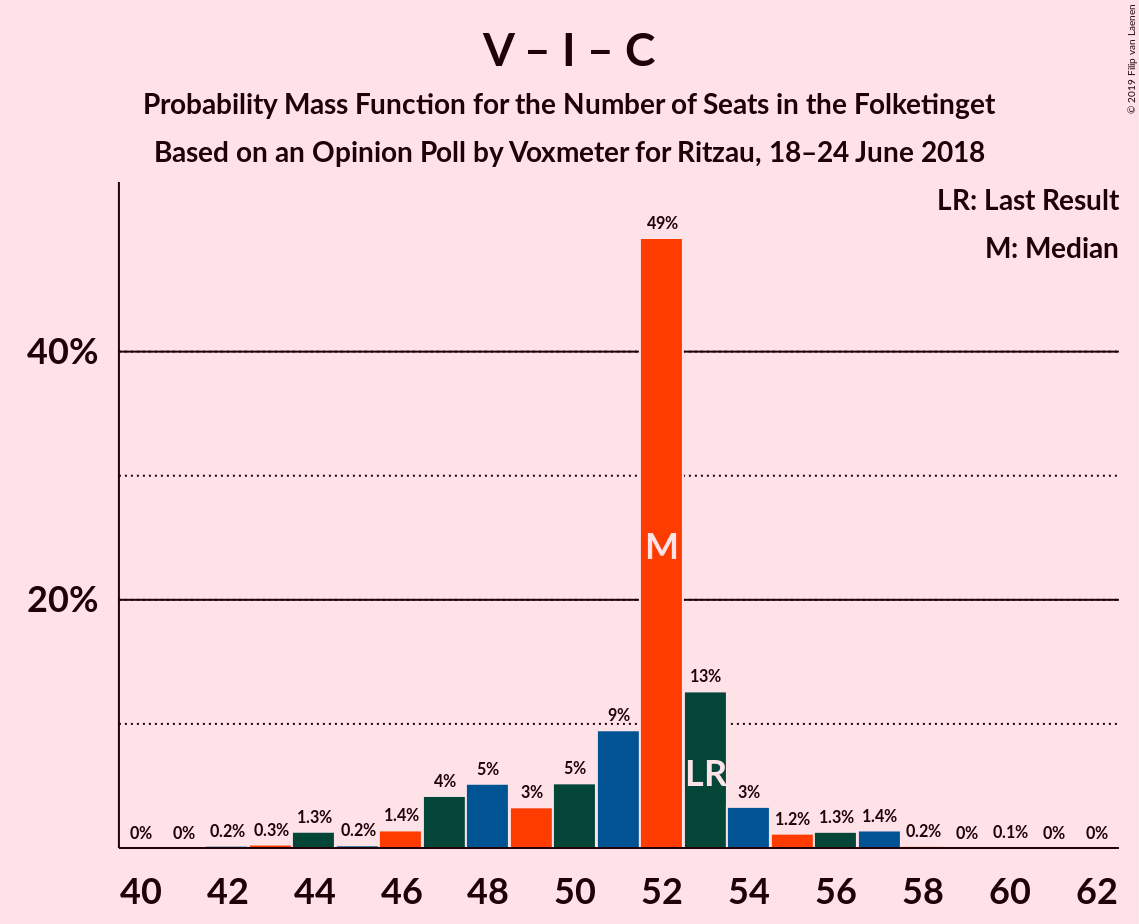 V – I – C
Probability Mass Function for the Number of Seats in the Folketinget
Based on an Opinion Poll by Voxmeter for Ritzau, 18–24 June 2018
© 2019 Filip van Laenen
LR: Last Result
M: Median
40%
20%
0% 0% 0.2% 0.3% 1.3% 0.2% 1.4% 4% 5% 3% 5% 9% 49% 13% 3% 1.2% 1.3% 1.4% 0.2% 0% 0.1% 0% 0%
M
LR
40 42 44 46 48 50 52 54 56 58 60 62